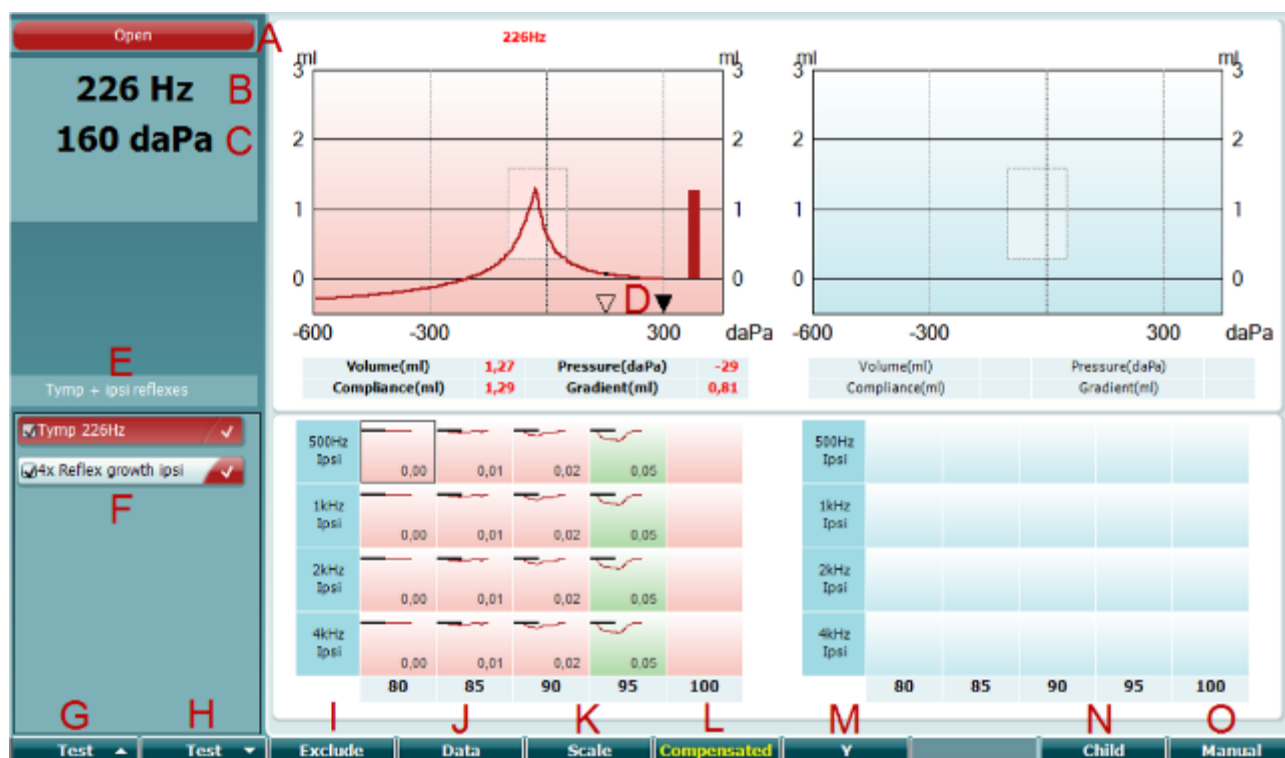 Open A
226 Hz B
160 daPa C
E
Tymp + ipsi reflexes
Tymp 226Hz
4x Reflex growth ipsi
F
226Hz
ml ml
3 3
2 2
1 1
0 0
D
-600 -300 300 daPa
Volume(ml) 1,27 Pressure(daPa) -29
Compliance(ml) 1,29 Gradient(ml) 0,81
ml ml
3 3
2 2
1 1
0 0
-600 -300 300 daPa
Volume(ml) Pressure(daPa)
Compliance(ml) Gradient(ml)
500Hz
Ipsi
0,00 0,01 0,02 0,05
1kHz
Ipsi
0,00 0,01 0,02 0,05
2kHz
Ipsi
0,00 0,01 0,02 0,05
4kHz
Ipsi
0,00 0,01 0,02 0,05
80 85 90 95 100
500Hz
Ipsi
1kHz
Ipsi
2kHz
Ipsi
4kHz
Ipsi
80 85 90 95 100
G H I J K L M N O
Test Test Exclude Data Scale Compensated Y Child Manual